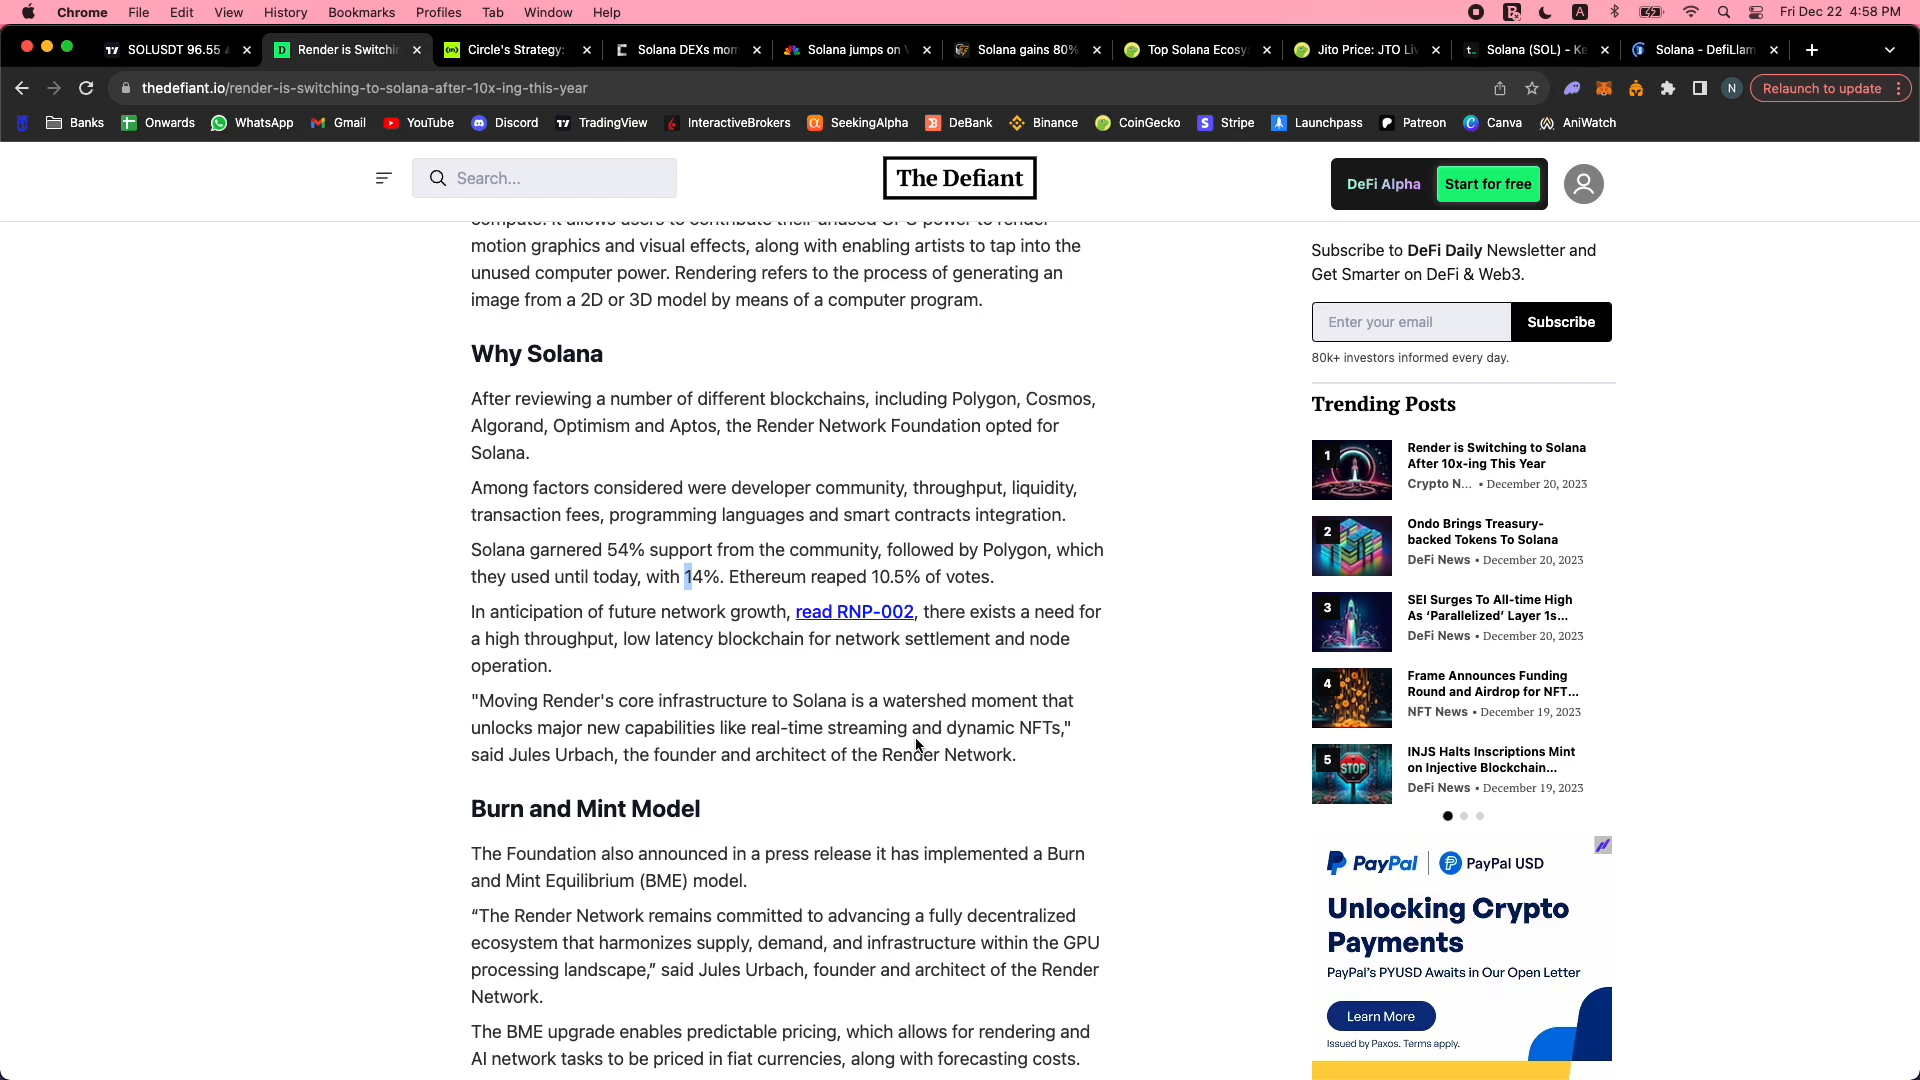 Chrome File Edit View History Bookmarks Profiles Tab Window Help
A
Fri Dec 22 4:58 PM
SOLUSDT 96.55
Render is Switchi
Circle's Strategy:
Solana DEXs mom
Solana jumps on
Solana gains 80%
Top Solana Ecosy
Jito Price: JTO Li
Solana (SOL) - Ke
Solana - DefiLlam
thedefiant.io/render-is-switching-to-solana-after-10x-ing-this-year
N
Relaunch to update
Banks Onwards WhatsApp Gmail YouTube Discord TradingView InteractiveBrokers SeekingAlpha DeBank Binance CoinGecko Stripe Launchpass Patreon Canva AniWatch
Search...
The Defiant
DeFi Alpha
Start for free
motion graphics and visual effects, along with enabling artists to tap into the
unused computer power. Rendering refers to the process of generating an
image from a 2D or 3D model by means of a computer program.
Why Solana
After reviewing a number of different blockchains, including Polygon, Cosmos,
Algorand, Optimism and Aptos, the Render Network Foundation opted for
Solana.
Among factors considered were developer community, throughput, liquidity,
transaction fees, programming languages and smart contracts integration.
Solana garnered 54% support from the community, followed by Polygon, which
they used until today, with 14%. Ethereum reaped 10.5% of votes.
In anticipation of future network growth, read RNP-002, there exists a need for
a high throughput, low latency blockchain for network settlement and node
operation.
"Moving Render's core infrastructure to Solana is a watershed moment that
unlocks major new capabilities like real-time streaming and dynamic NFTs,"
said Jules Urbach, the founder and architect of the Render Network.
Burn and Mint Model
The Foundation also announced in a press release it has implemented a Burn
and Mint Equilibrium (BME) model.
“The Render Network remains committed to advancing a fully decentralized
ecosystem that harmonizes supply, demand, and infrastructure within the GPU
processing landscape,” said Jules Urbach, founder and architect of the Render
Network.
The BME upgrade enables predictable pricing, which allows for rendering and
AI network tasks to be priced in fiat currencies, along with forecasting costs.
Subscribe to DeFi Daily Newsletter and
Get Smarter on DeFi & Web3.
Enter your email
Subscribe
80k+ investors informed every day.
Trending Posts
1
Render is Switching to Solana
After 10x-ing This Year
Crypto N... • December 20, 2023
2
Ondo Brings Treasury-
backed Tokens To Solana
DeFi News • December 20, 2023
3
SEI Surges To All-time High
As ‘Parallelized’ Layer 1s...
DeFi News • December 20, 2023
4
Frame Announces Funding
Round and Airdrop for NFT...
NFT News • December 19, 2023
5
STOP
INJS Halts Inscriptions Mint
on Injective Blockchain...
DeFi News • December 19, 2023
PayPal
PayPal USD
Unlocking Crypto
Payments
PayPal's PYUSD Awaits in Our Open Letter
Learn More
Issued by Paxos. Terms apply.